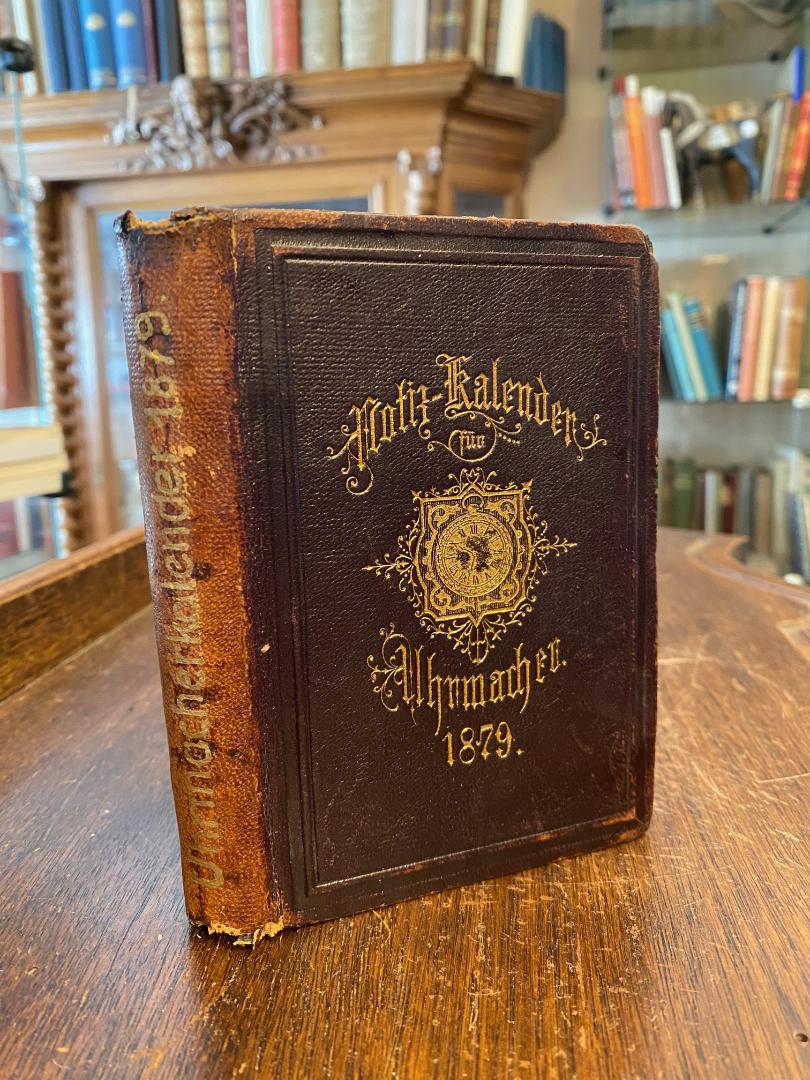 Notiz-Kalender
für
Uhrmacher.
1879.
Uhrmacherkalender 1879.